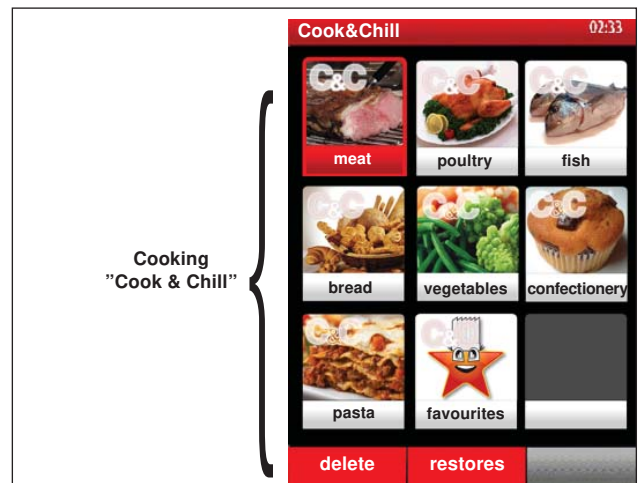 Cook&Chill 02:33
C&C C&C C&C
meat poultry fish
Cooking
"Cook & Chill"
C&C C&C C&C
bread vegetables confectionery
C&C C&C
pasta favourites
delete restores